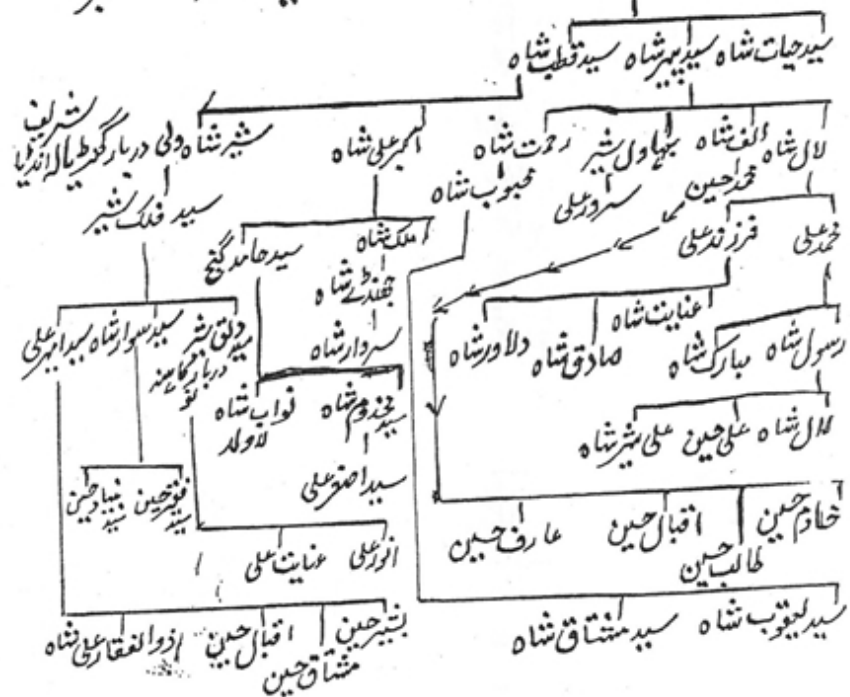 سید حیات شاہ سید پیر شاہ سید قطب شاہ
لال شاہ الف شاہ بہاول شیر رحمت شاہ اکبر علی شاہ شیر شاہ ولی دربار گھڑیالہ انڈیا
شریف
محمد حسین سرور علی محبوب شاہ سید فلک شیر
محمد علی فرزند علی ملک شاہ سید حامد گنج
جھنڈے شاہ
عنایت شاہ صادق شاہ دلاور شاہ سردار شاہ سید سوار شاہ سید امیر علی
رسول شاہ مبارک شاہ سید مخدوم شاہ نواب شاہ
لاولد
لال شاہ علی حسین علی شیر شاہ سید اصغر علی
سید فقیر حسین سید نیاز حسین
خادم حسین طالب حسین اقبال حسین عارف حسین انور علی عنایت علی
سید یعقوب شاہ سید مشتاق شاہ بشیر حسین مشتاق حسین اقبال حسین ذوالفقار علی شاہ